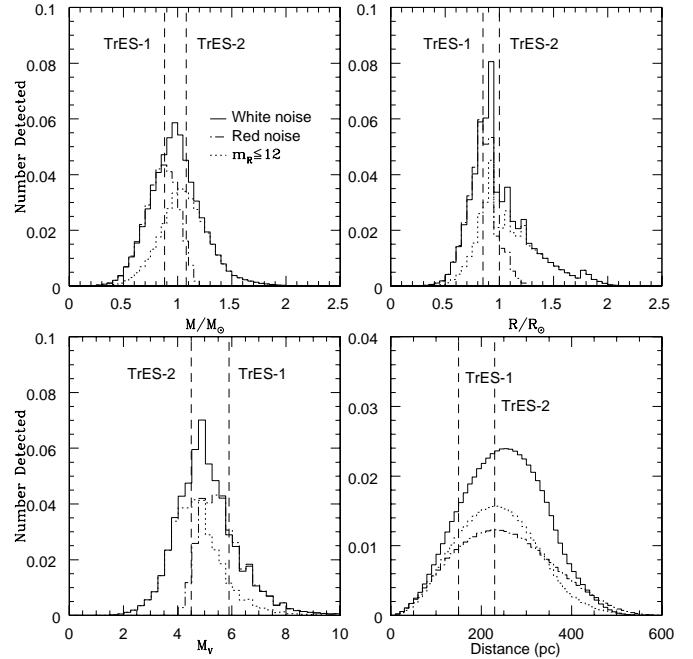 TrES-1 TrES-2
Number Detected
0.1
0.08
0.06
0.04
0.02
0
White noise
Red noise
m_R≦12
0 0.5 1 1.5 2 2.5
M/M⊙
TrES-1 TrES-2
0.1
0.08
0.06
0.04
0.02
0
0 0.5 1 1.5 2 2.5
R/R⊙
TrES-2 TrES-1
Number Detected
0.1
0.08
0.06
0.04
0.02
0
0 2 4 6 8 10
M_V
TrES-1
TrES-2
0.04
0.03
0.02
0.01
0
0 200 400 600
Distance (pc)